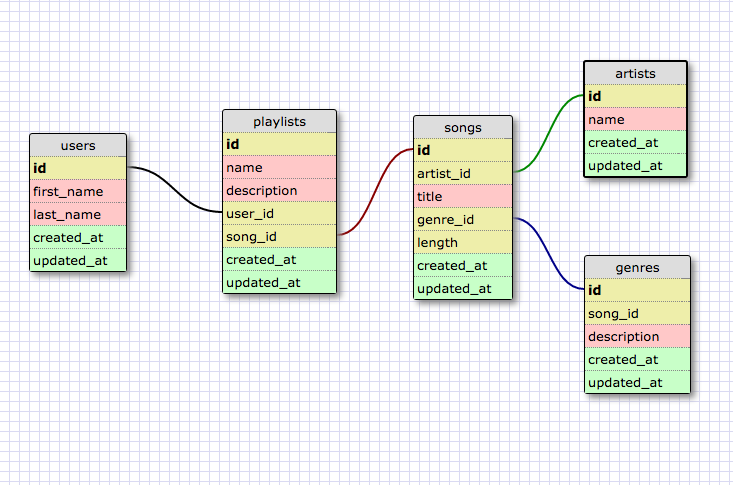 users
id
first_name
last_name
created_at
updated_at
playlists
id
name
description
user_id
song_id
created_at
updated_at
songs
id
artist_id
title
genre_id
length
created_at
updated_at
artists
id
name
created_at
updated_at
genres
id
song_id
description
created_at
updated_at